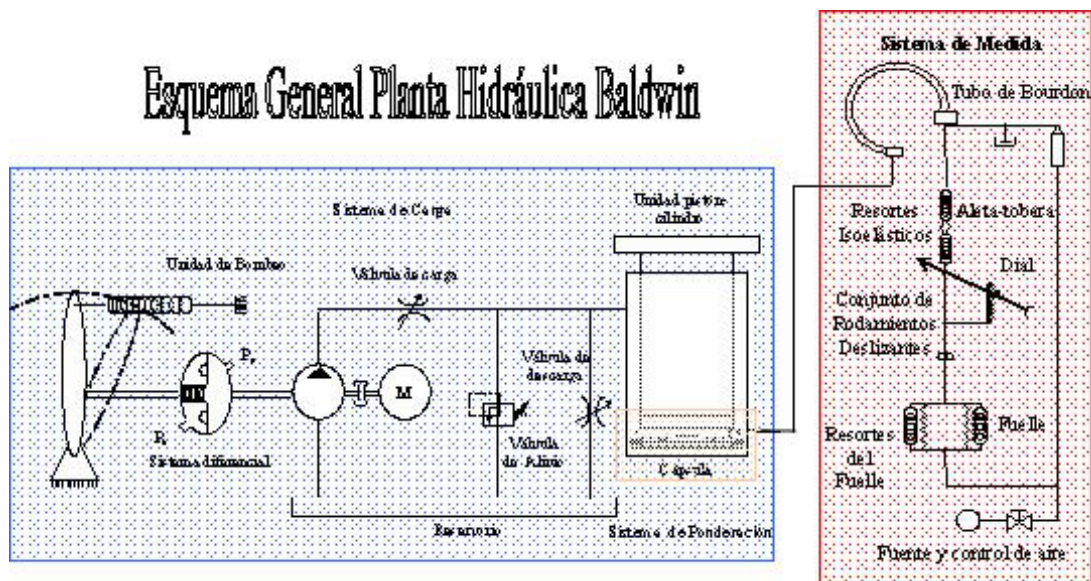 Esquema General Planta Hidráulica Baldwin
Sistema de Carga
Unidad pistón-
cilindro
Unidad de Bombeo
Válvula de carga
Válvula de
descarga
M
Sistema diferencial
Válvula
de Alivio
Cápsula
Reservorio
Sistema de Ponderación
Sistema de Medida
Tubo de Bourdon
Resortes
Isoelásticos
Aleta-tobera
Dial
Conjunto de
Rodamientos
Deslizantes
Resortes
del
Fuelle
Fuelle
Fuente y control de aire